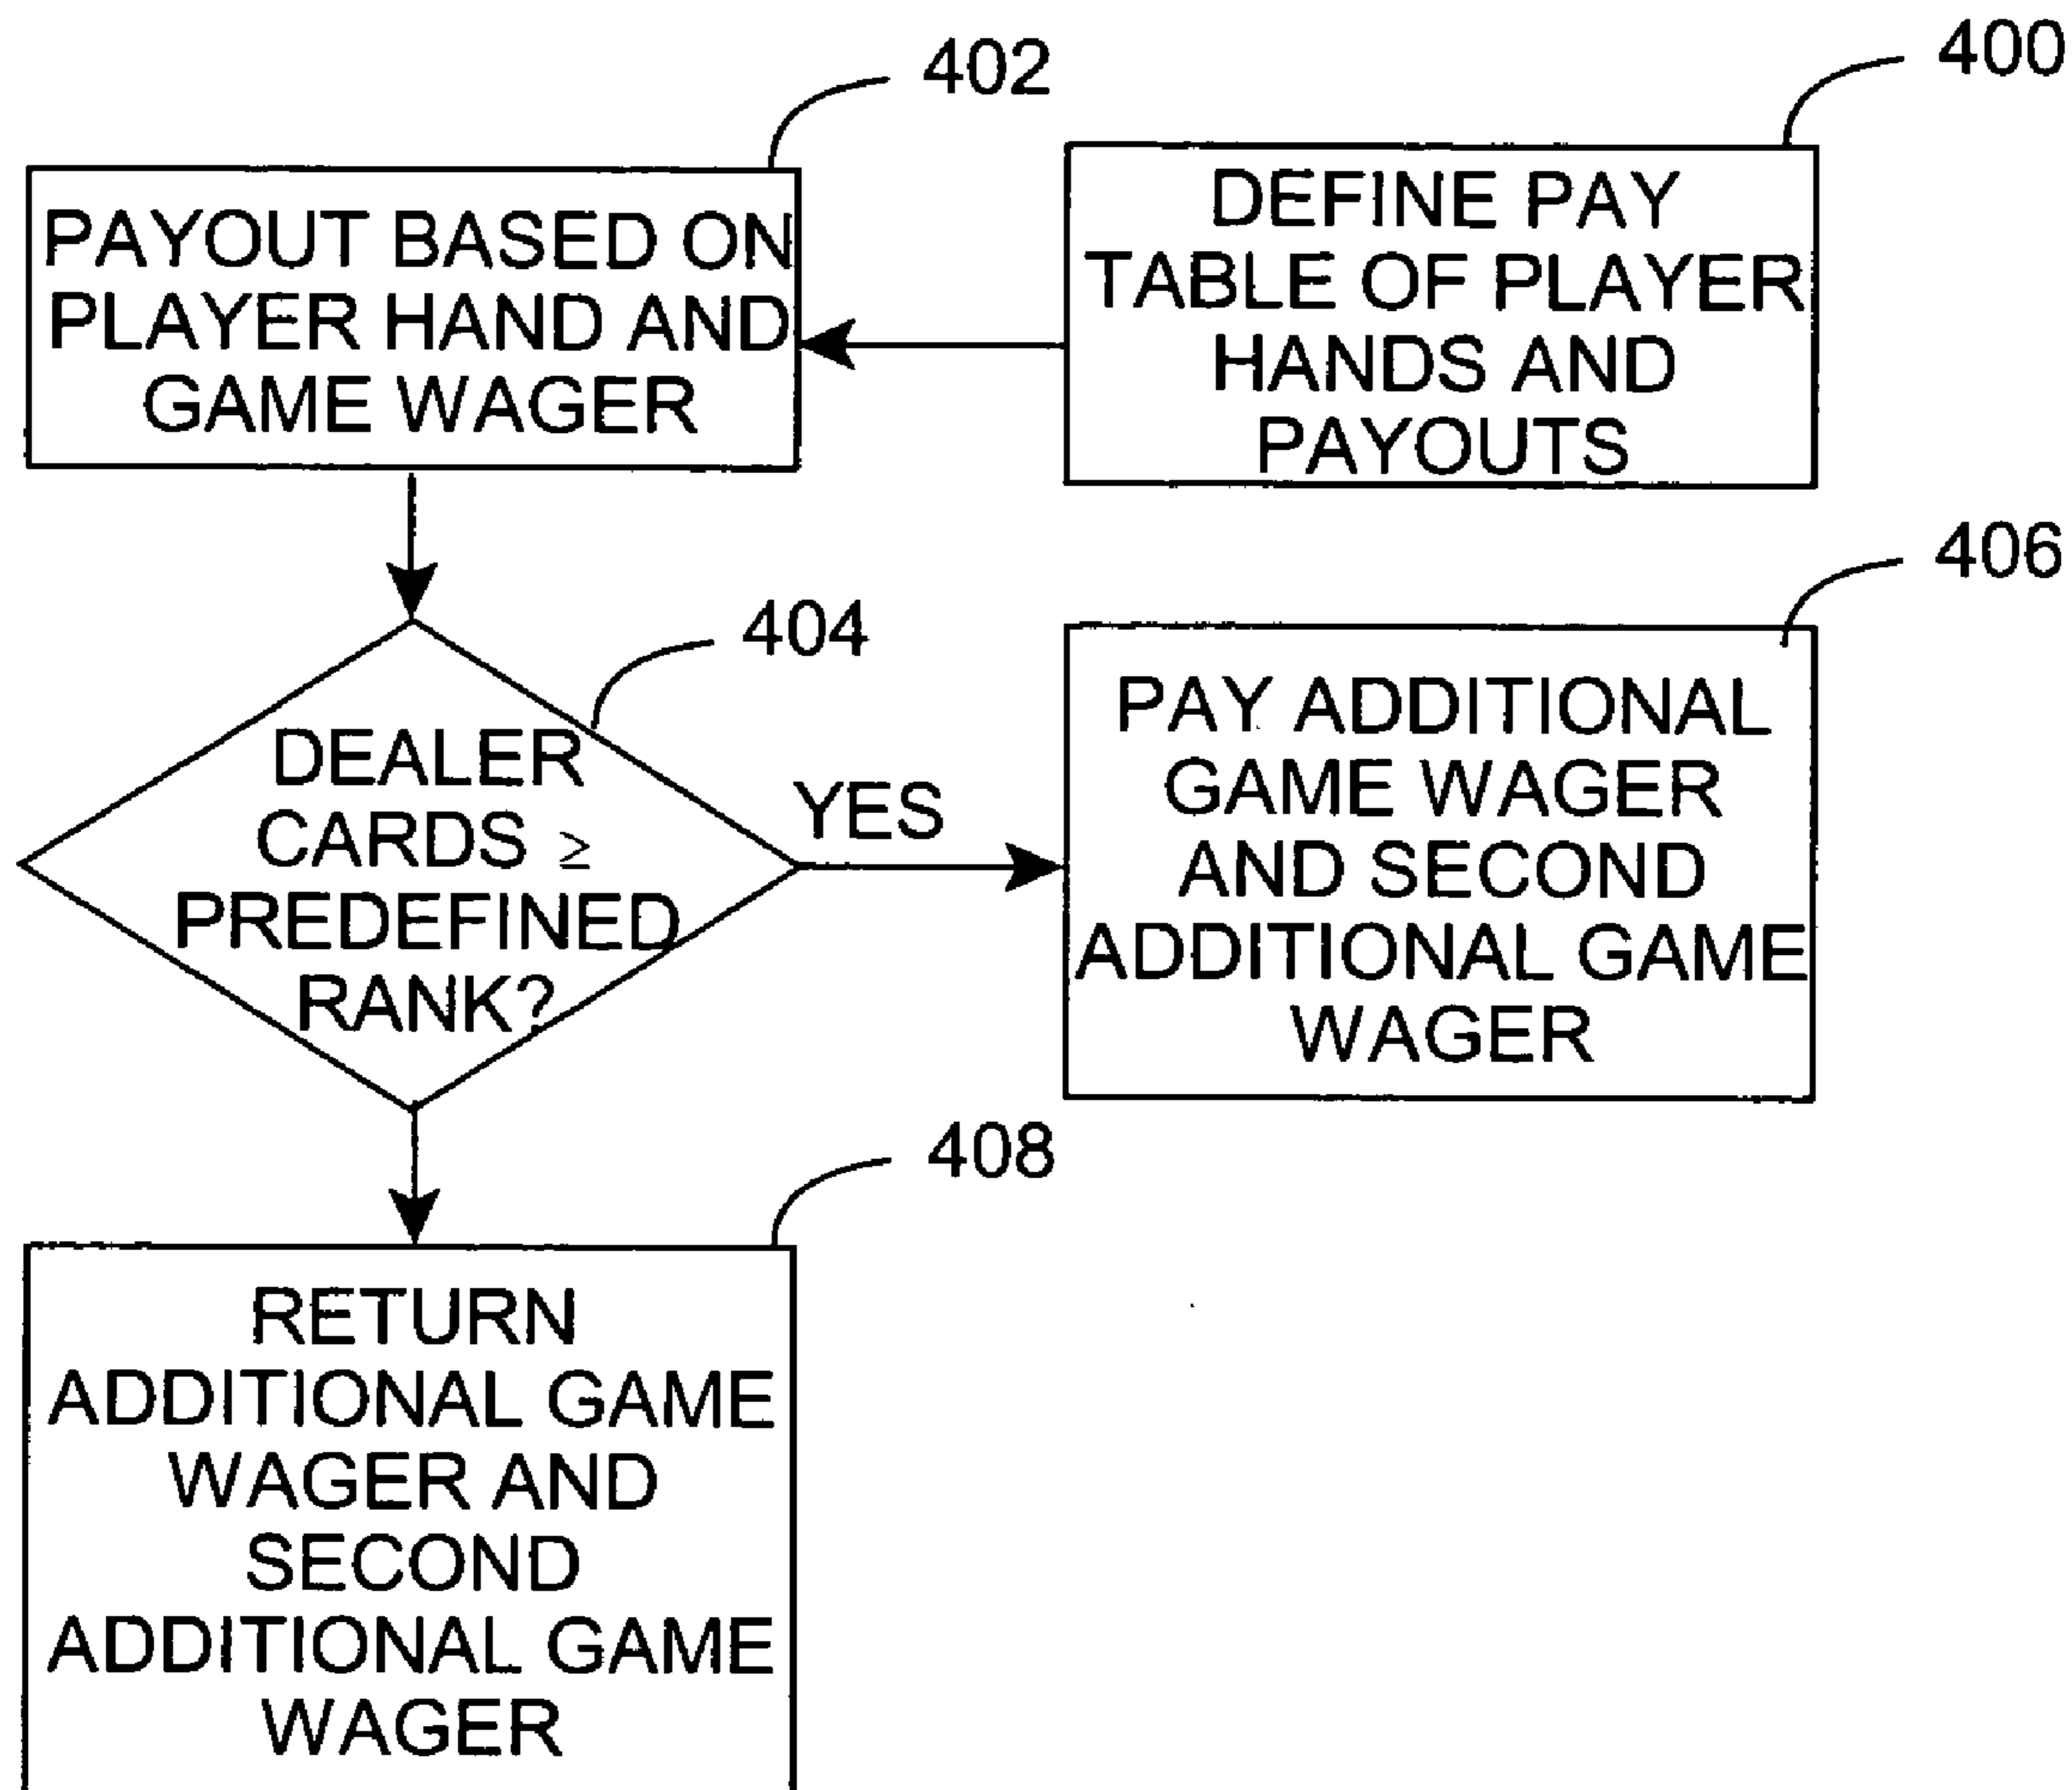 402
400
PAYOUT BASED ON
PLAYER HAND AND
GAME WAGER
DEFINE PAY
TABLE OF PLAYER
HANDS AND
PAYOUTS
404
DEALER
CARDS ≥
PREDEFINED
RANK?
YES
406
PAY ADDITIONAL
GAME WAGER
AND SECOND
ADDITIONAL GAME
WAGER
408
RETURN
ADDITIONAL GAME
WAGER AND
SECOND
ADDITIONAL GAME
WAGER